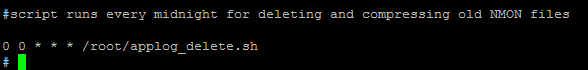 #script runs every midnight for deleting and compressing old NMON files
0 0 * * * /root/applog_delete.sh
#